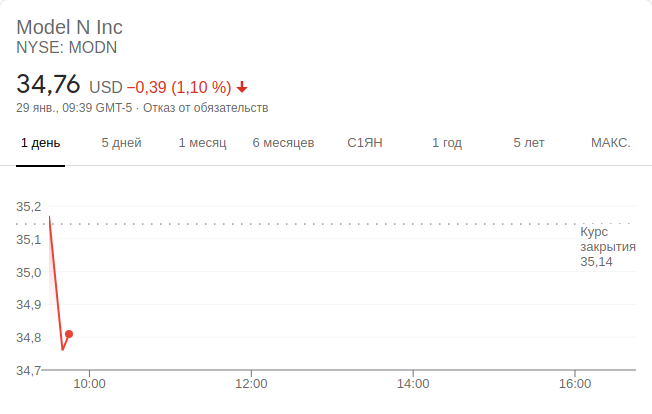 Model N Inc
NYSE: MODN
34,76 USD −0,39 (1,10 %)
29 янв., 09:39 GMT-5 · Отказ от обязательств
1 день 5 дней 1 месяц 6 месяцев С1ЯН 1 год 5 лет МАКС.
35,2
35,1
35,0
34,9
34,8
34,7
Курс
закрытия
35,14
10:00 12:00 14:00 16:00